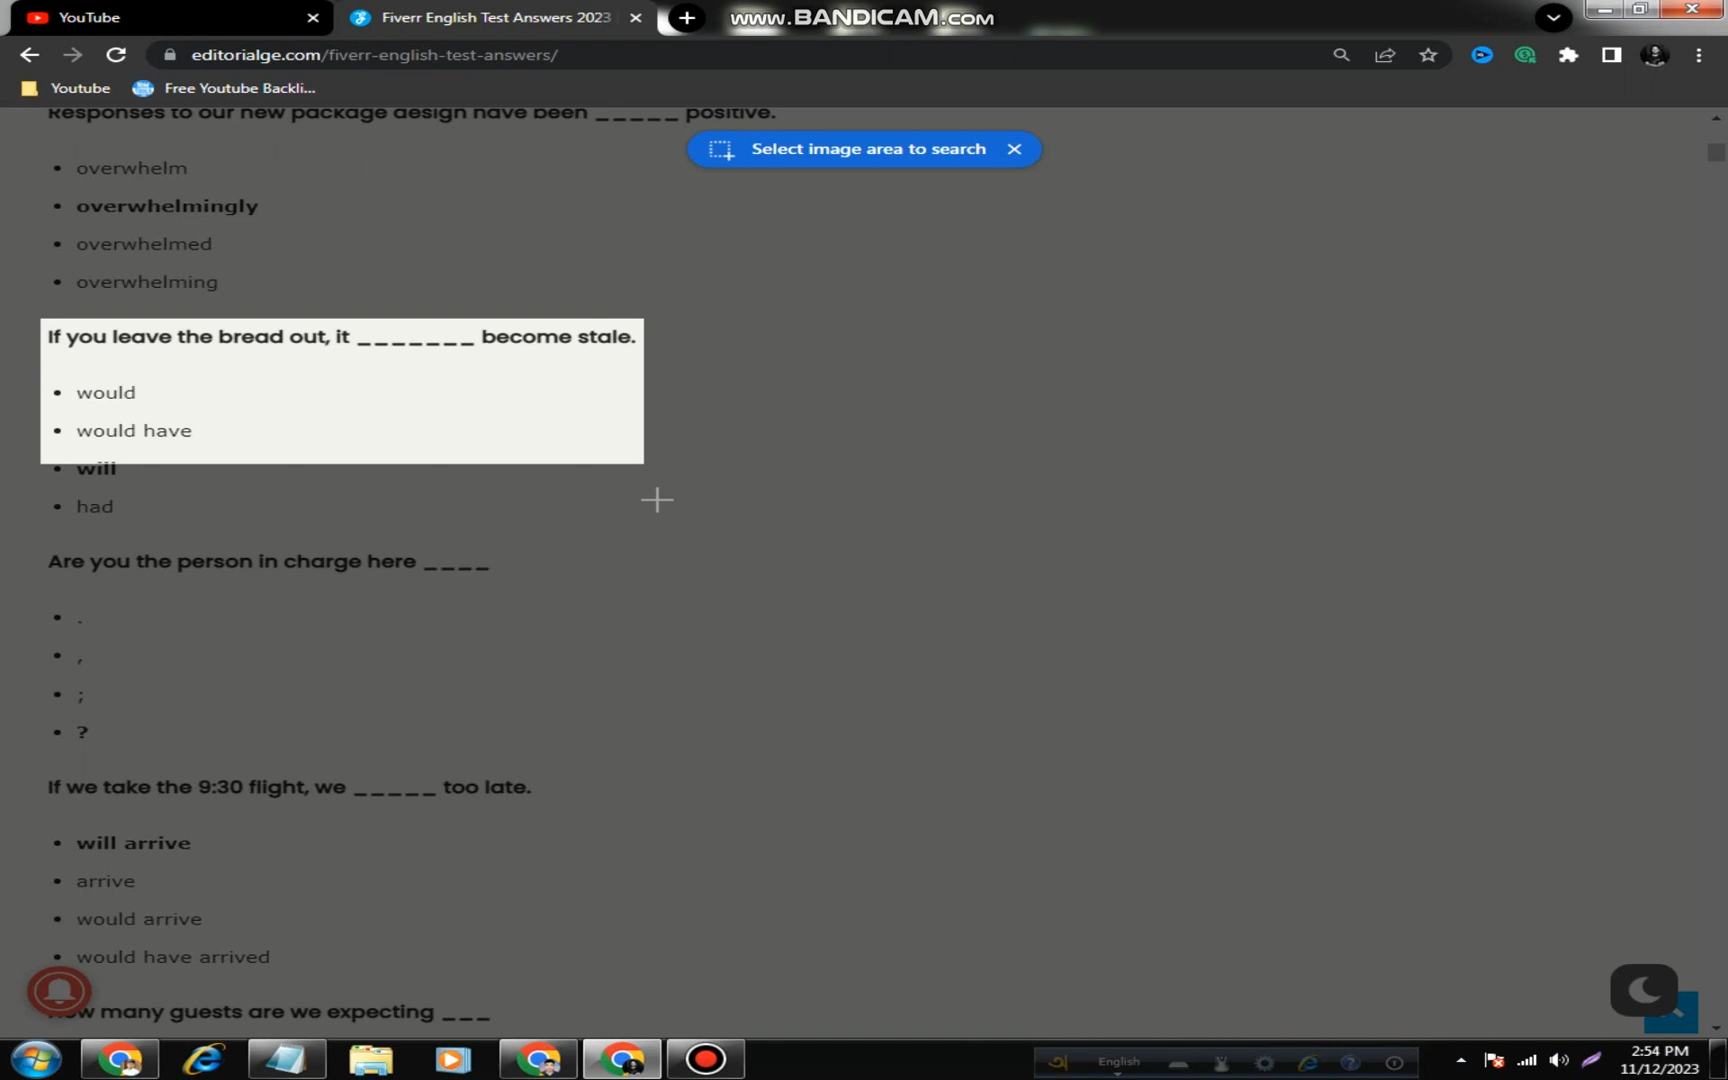 YouTube
Fiverr English Test Answers 2023
www.BANDICAM.com
editorialge.com/fiverr-english-test-answers/
Youtube
Free Youtube Backli...
Responses to our new package design have been _____ positive.
Select image area to search
• overwhelm
• overwhelmingly
• overwhelmed
• overwhelming
If you leave the bread out, it _______ become stale.
• would
• would have
• will
• had
Are you the person in charge here ____
• .
• ,
• ;
• ?
If we take the 9:30 flight, we _____ too late.
• will arrive
• arrive
• would arrive
• would have arrived
many guests are we expecting ___
English
2:54 PM
11/12/2023